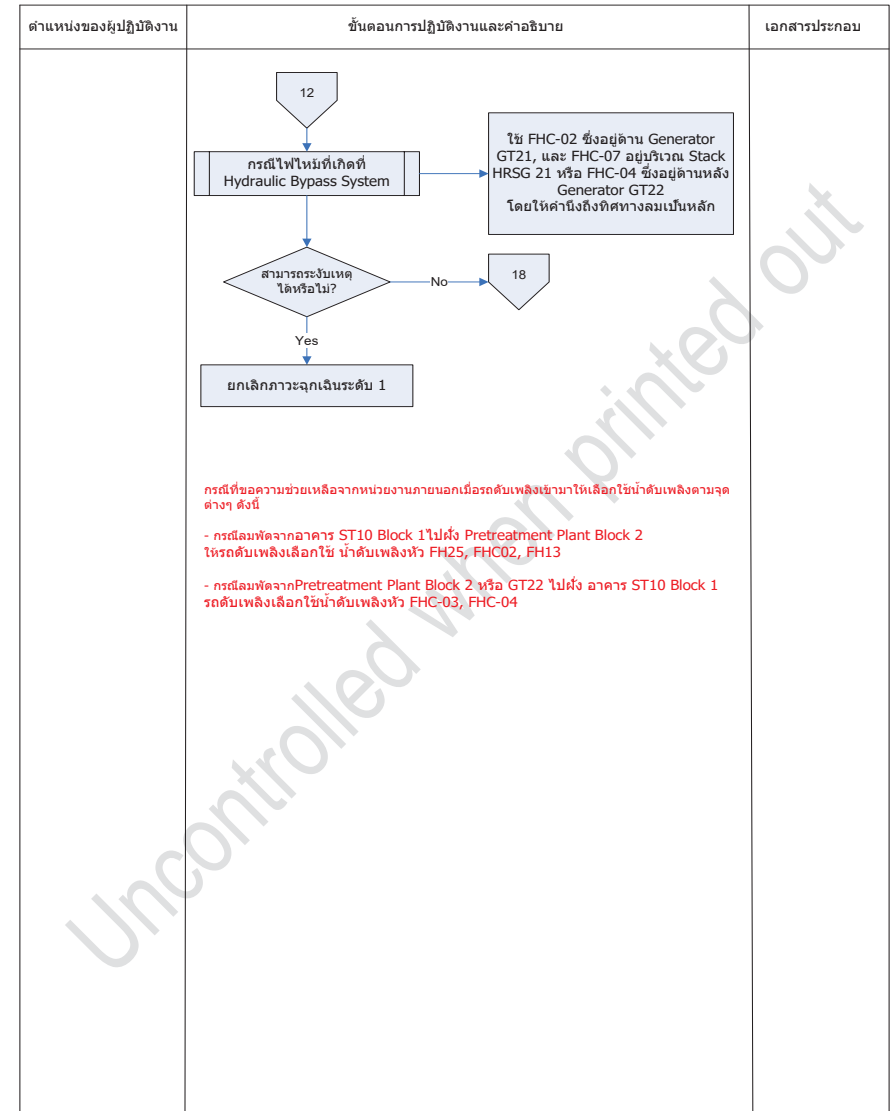 ตำแหน่งของผู้ปฏิบัติงาน
ขั้นตอนการปฏิบัติงานและคำอธิบาย
เอกสารประกอบ
12
กรณีไฟไหม้ที่เกิดที่
Hydraulic Bypass System
ใช้ FHC-02 ซึ่งอยู่ด้าน Generator
GT21, และ FHC-07 อยู่บริเวณ Stack
HRSG 21 หรือ FHC-04 ซึ่งอยู่ด้านหลัง
Generator GT22
โดยให้คำนึงถึงทิศทางลมเป็นหลัก
สามารถระงับเหตุ
ได้หรือไม่?
No
18
Yes
ยกเลิกภาวะฉุกเฉินระดับ 1
กรณีที่ขอความช่วยเหลือจากหน่วยงานภายนอกเมื่อรถดับเพลิงเข้ามาให้เลือกใช้น้ำดับเพลิงตามจุด
ต่างๆ ดังนี้
- กรณีลมพัดจากอาคาร ST10 Block 1ไปฝั่ง Pretreatment Plant Block 2
ให้รถดับเพลิงเลือกใช้ น้ำดับเพลิงหัว FH25, FHC02, FH13
- กรณีลมพัดจากPretreatment Plant Block 2 หรือ GT22 ไปฝั่ง อาคาร ST10 Block 1
รถดับเพลิงเลือกใช้น้ำดับเพลิงหัว FHC-03, FHC-04
Uncontrolled when printed out